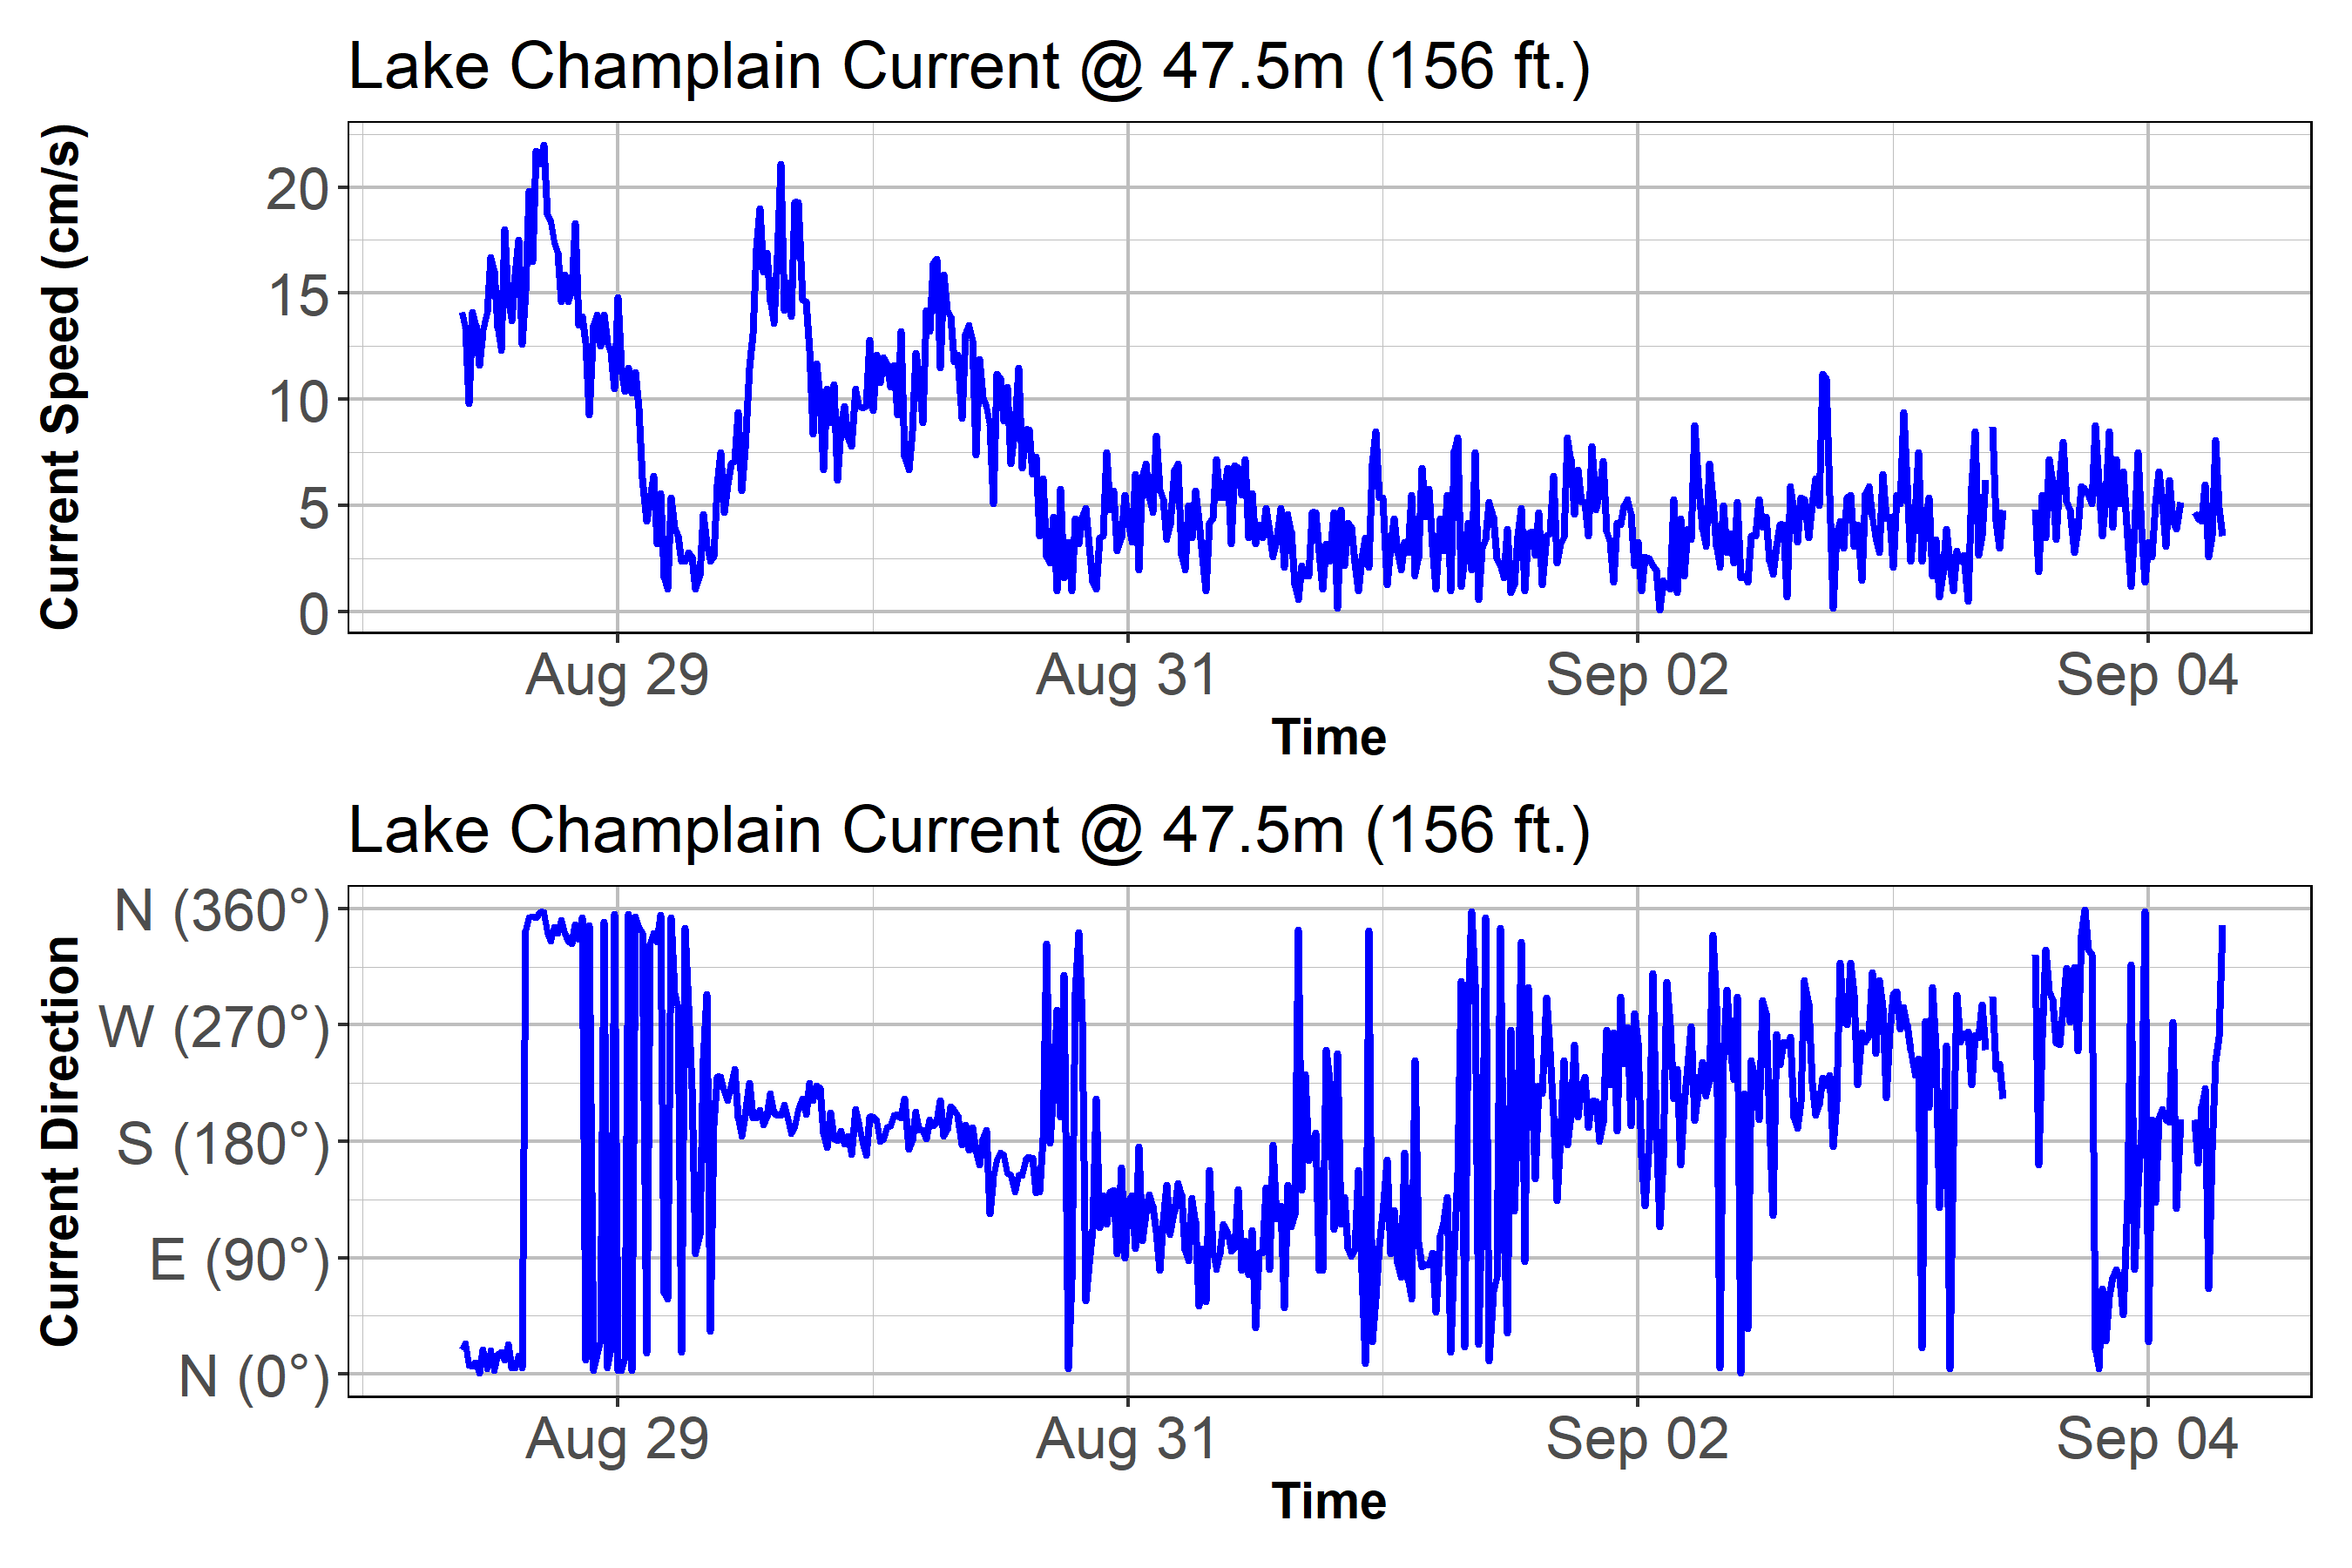 Lake Champlain Current @ 47.5m (156 ft.)
Current Speed (cm/s)
20
15
10
5
0
Aug 29 Aug 31 Sep 02 Sep 04
Time
Lake Champlain Current @ 47.5m (156 ft.)
Current Direction
N (360°)
W (270°)
S (180°)
E (90°)
N (0°)
Aug 29 Aug 31 Sep 02 Sep 04
Time